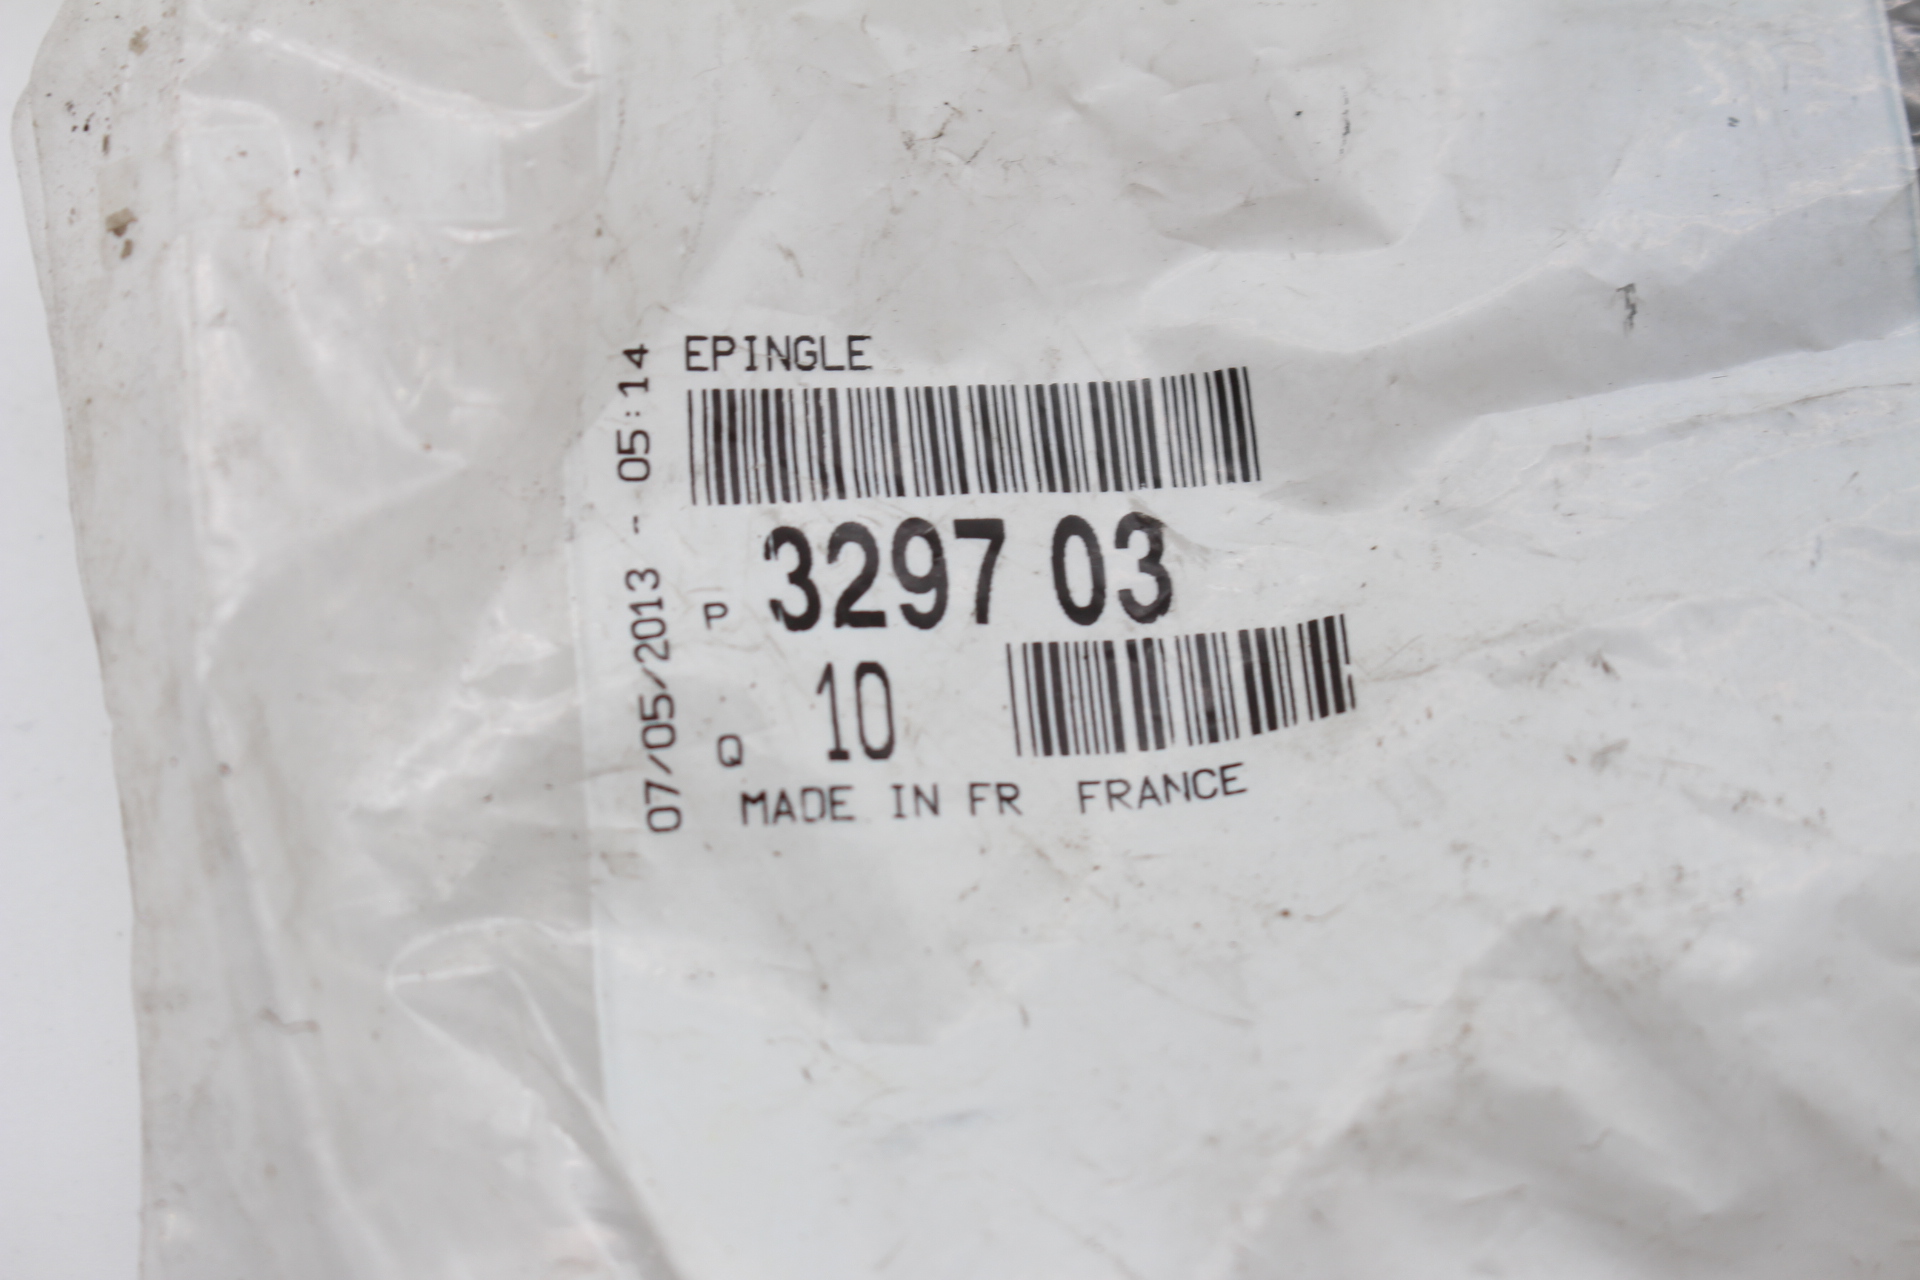 EPINGLE
07/05/2013 - 05:14
P 3297 03
Q 10
MADE IN FR FRANCE